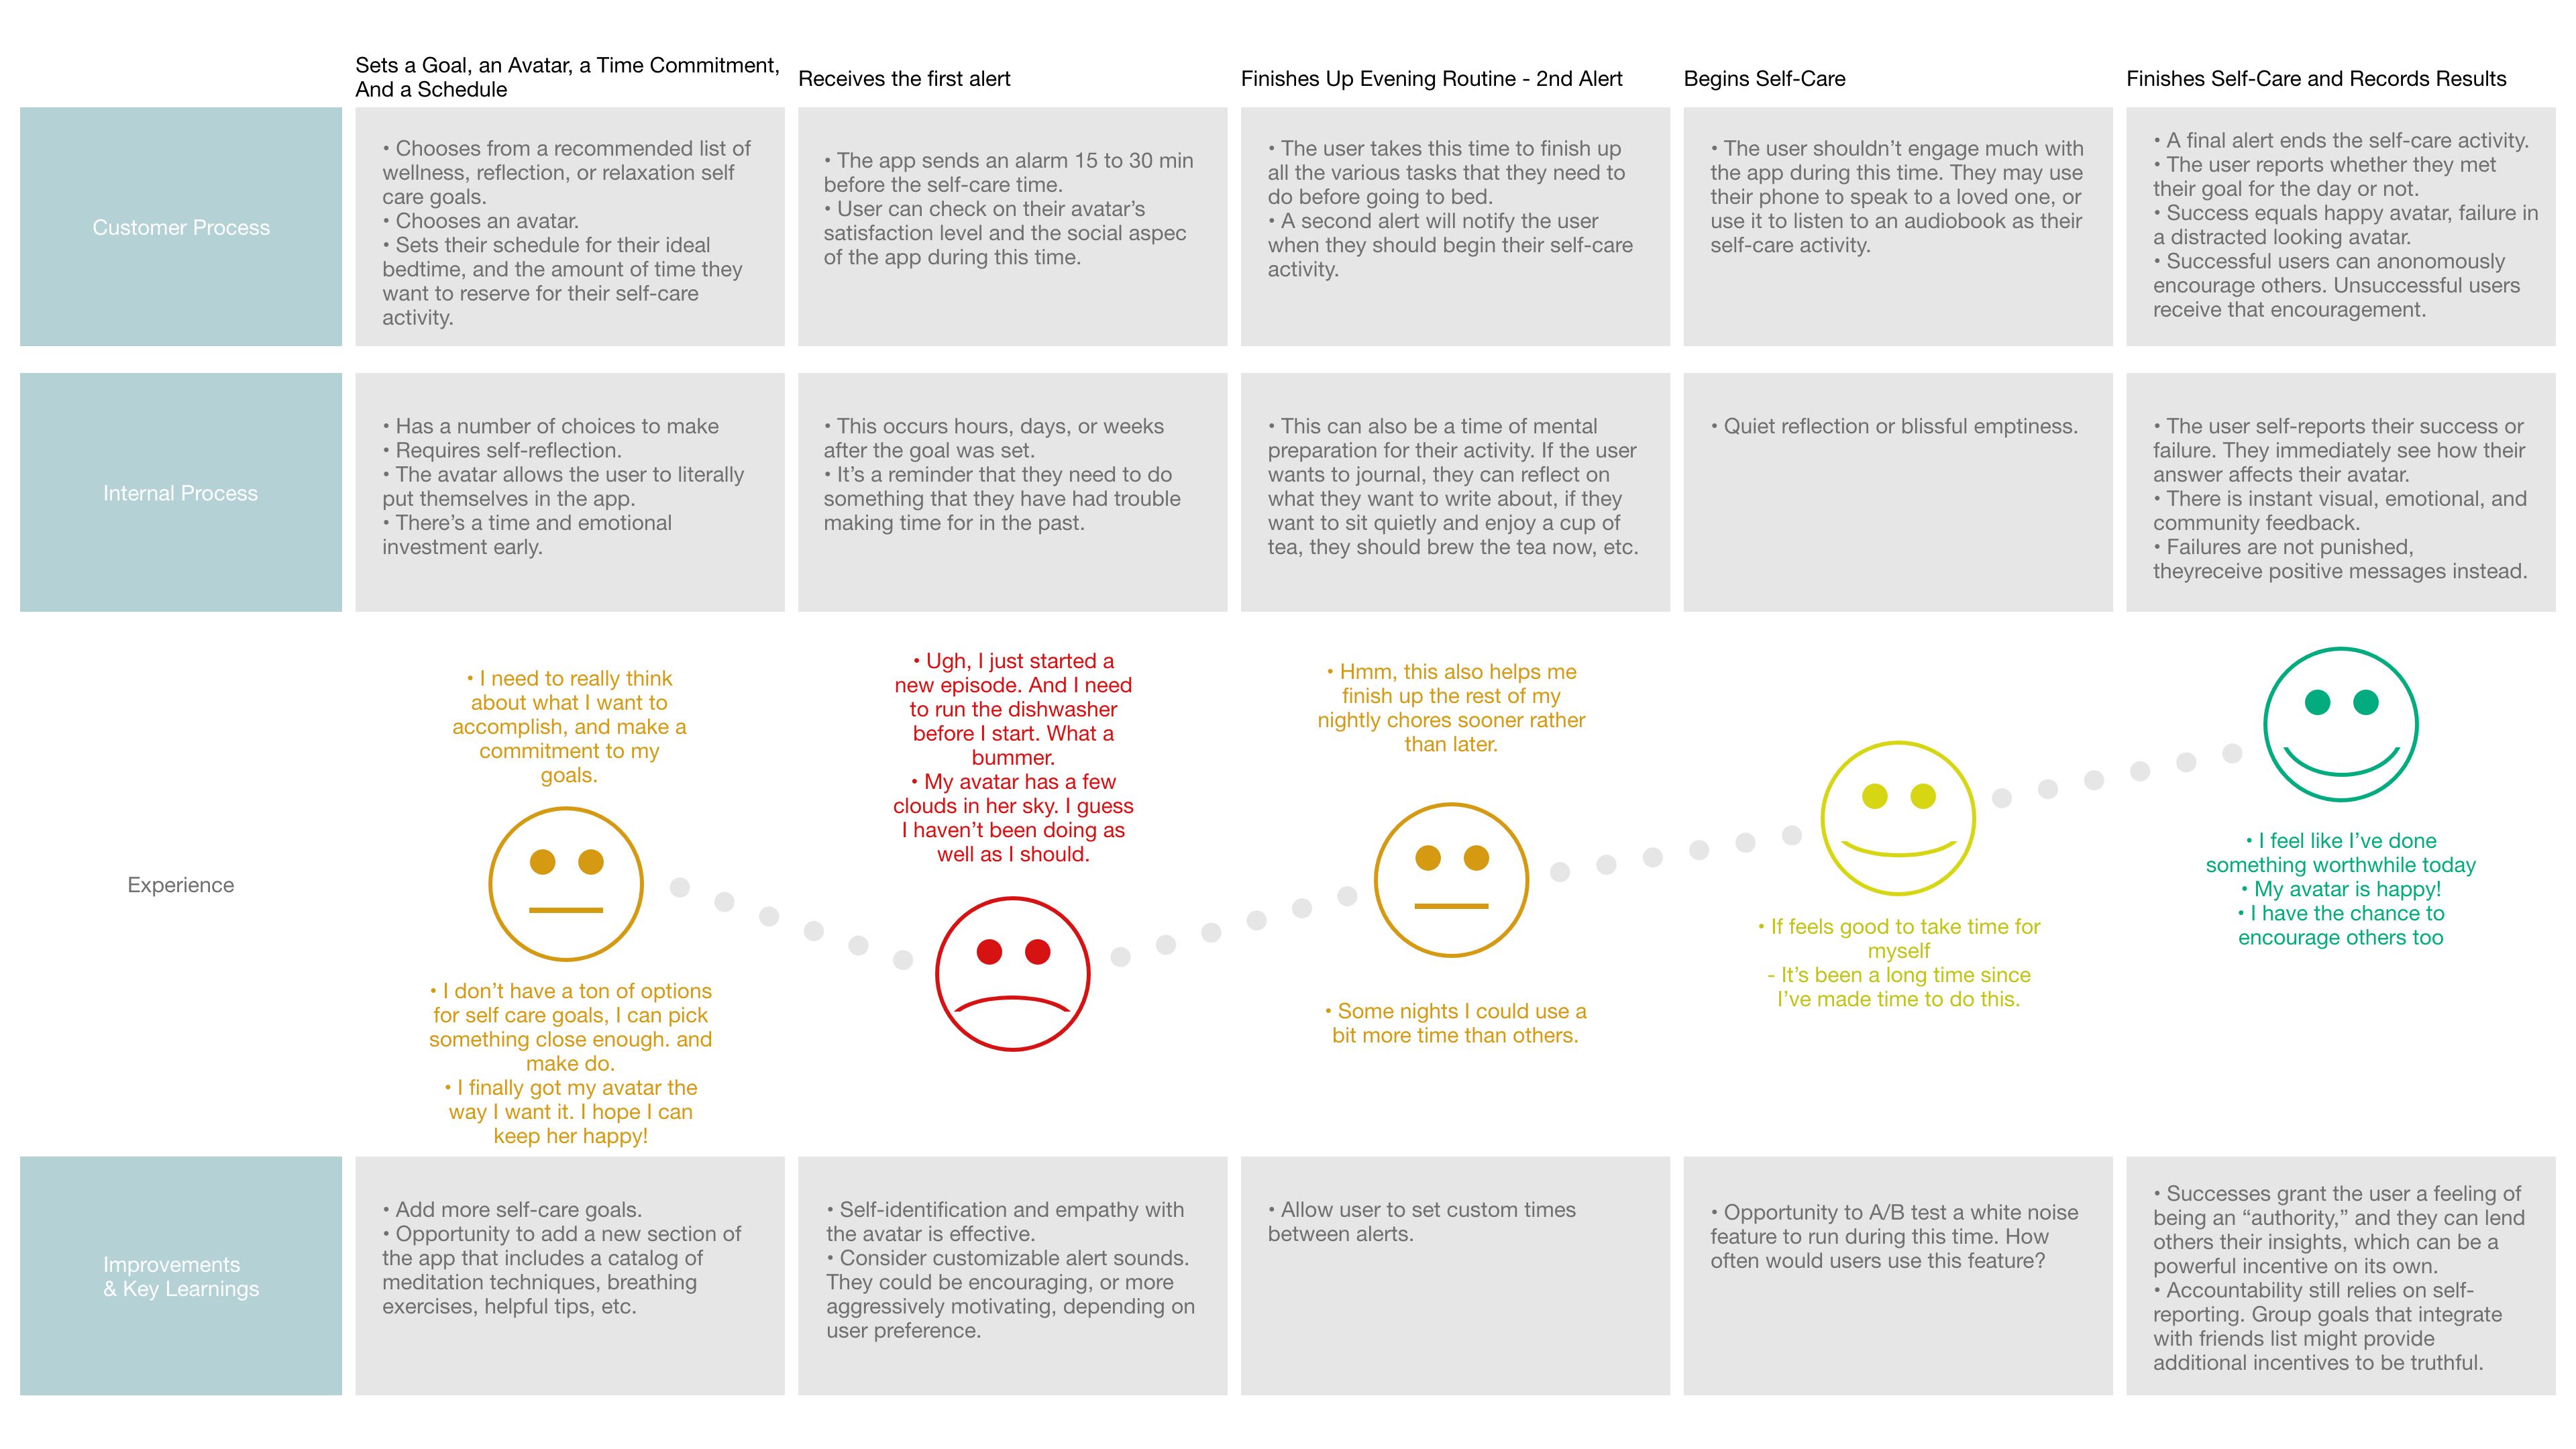 Sets a Goal, an Avatar, a Time Commitment,
And a Schedule
Receives the first alert
Finishes Up Evening Routine - 2nd Alert
Begins Self-Care
Finishes Self-Care and Records Results
Customer Process
• Chooses from a recommended list of
wellness, reflection, or relaxation self
care goals.
• Chooses an avatar.
• Sets their schedule for their ideal
bedtime, and the amount of time they
want to reserve for their self-care
activity.
• The app sends an alarm 15 to 30 min
before the self-care time.
• User can check on their avatar’s
satisfaction level and the social aspec
of the app during this time.
• The user takes this time to finish up
all the various tasks that they need to
do before going to bed.
• A second alert will notify the user
when they should begin their self-care
activity.
• The user shouldn’t engage much with
the app during this time. They may use
their phone to speak to a loved one, or
use it to listen to an audiobook as their
self-care activity.
• A final alert ends the self-care activity.
• The user reports whether they met
their goal for the day or not.
• Success equals happy avatar, failure in
a distracted looking avatar.
• Successful users can anonomously
encourage others. Unsuccessful users
receive that encouragement.
Internal Process
• Has a number of choices to make
• Requires self-reflection.
• The avatar allows the user to literally
put themselves in the app.
• There’s a time and emotional
investment early.
• This occurs hours, days, or weeks
after the goal was set.
• It’s a reminder that they need to do
something that they have had trouble
making time for in the past.
• This can also be a time of mental
preparation for their activity. If the user
wants to journal, they can reflect on
what they want to write about, if they
want to sit quietly and enjoy a cup of
tea, they should brew the tea now, etc.
• Quiet reflection or blissful emptiness.
• The user self-reports their success or
failure. They immediately see how their
answer affects their avatar.
• There is instant visual, emotional, and
community feedback.
• Failures are not punished,
theyreceive positive messages instead.
Experience
• I need to really think
about what I want to
accomplish, and make a
commitment to my
goals.
• I don’t have a ton of options
for self care goals, I can pick
something close enough. and
make do.
• I finally got my avatar the
way I want it. I hope I can
keep her happy!
• Ugh, I just started a
new episode. And I need
to run the dishwasher
before I start. What a
bummer.
• My avatar has a few
clouds in her sky. I guess
I haven’t been doing as
well as I should.
• Hmm, this also helps me
finish up the rest of my
nightly chores sooner rather
than later.
• Some nights I could use a
bit more time than others.
• If feels good to take time for
myself
- It’s been a long time since
I’ve made time to do this.
• I feel like I’ve done
something worthwhile today
• My avatar is happy!
• I have the chance to
encourage others too
Improvements
& Key Learnings
• Add more self-care goals.
• Opportunity to add a new section of
the app that includes a catalog of
meditation techniques, breathing
exercises, helpful tips, etc.
• Self-identification and empathy with
the avatar is effective.
• Consider customizable alert sounds.
They could be encouraging, or more
aggressively motivating, depending on
user preference.
• Allow user to set custom times
between alerts.
• Opportunity to A/B test a white noise
feature to run during this time. How
often would users use this feature?
• Successes grant the user a feeling of
being an “authority,” and they can lend
others their insights, which can be a
powerful incentive on its own.
• Accountability still relies on self-
reporting. Group goals that integrate
with friends list might provide
additional incentives to be truthful.